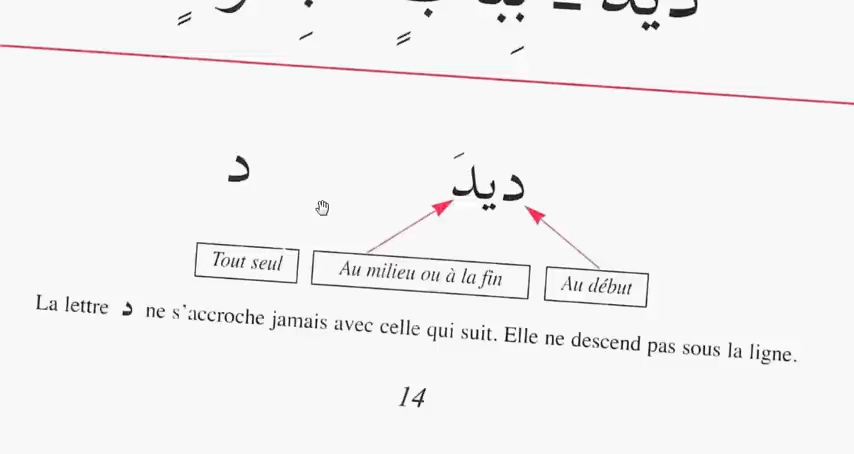 د ديدَ
Tout seul Au milieu ou à la fin Au début
La lettre د ne s'accroche jamais avec celle qui suit. Elle ne descend pas sous la ligne.
14